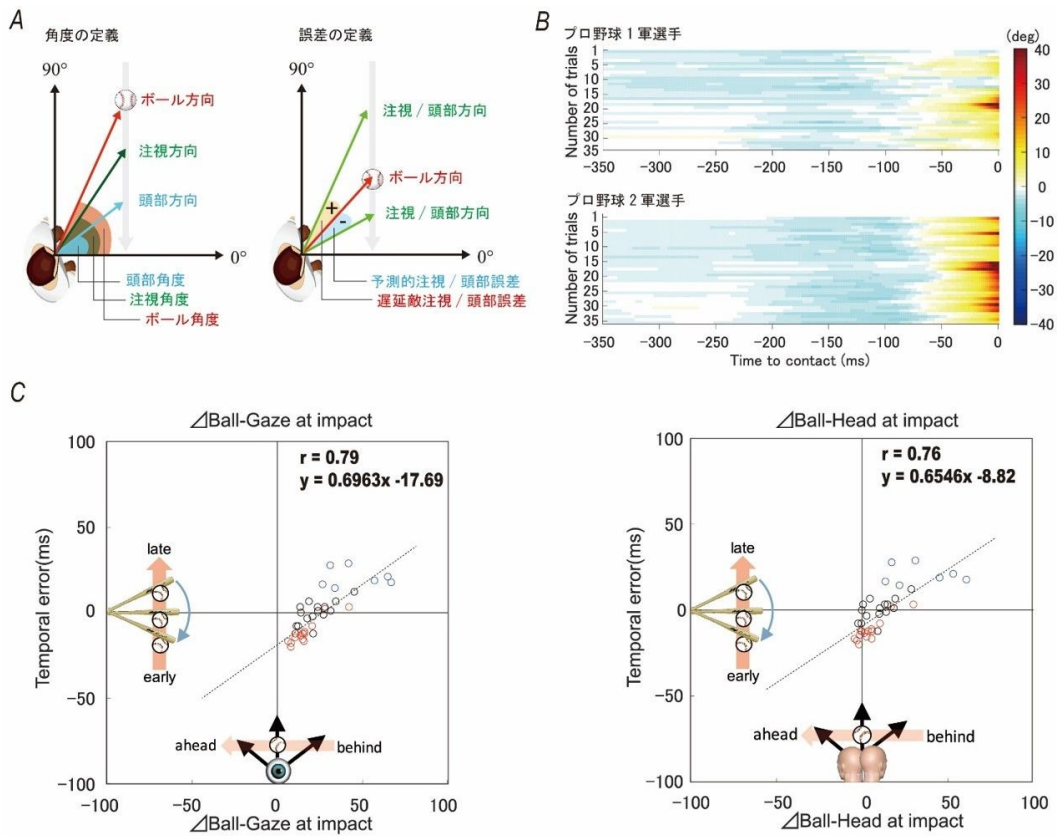 A
角度の定義
90°
ボール方向
注視方向
頭部方向
0°
頭部角度
注視角度
ボール角度
誤差の定義
90°
注視 / 頭部方向
ボール方向
+
-
注視 / 頭部方向
0°
予測的注視 / 頭部誤差
遅延敵注視 / 頭部誤差
B
プロ野球 1 軍選手
(deg)
Number of trials
1
5
10
15
20
25
30
35
-350 -300 -250 -200 -150 -100 -50 0
プロ野球 2 軍選手
Number of trials
1
5
10
15
20
25
30
35
-350 -300 -250 -200 -150 -100 -50 0
Time to contact (ms)
40
30
20
10
0
-10
-20
-30
-40
C
⊿Ball-Gaze at impact
r = 0.79
y = 0.6963x -17.69
Temporal error(ms)
100
50
0
-50
-100
late
early
ahead
behind
-100 -50 0 50 100
⊿Ball-Gaze at impact
⊿Ball-Head at impact
r = 0.76
y = 0.6546x -8.82
Temporal error(ms)
100
50
0
-50
-100
late
early
ahead
behind
-100 -50 0 50 100
⊿Ball-Head at impact